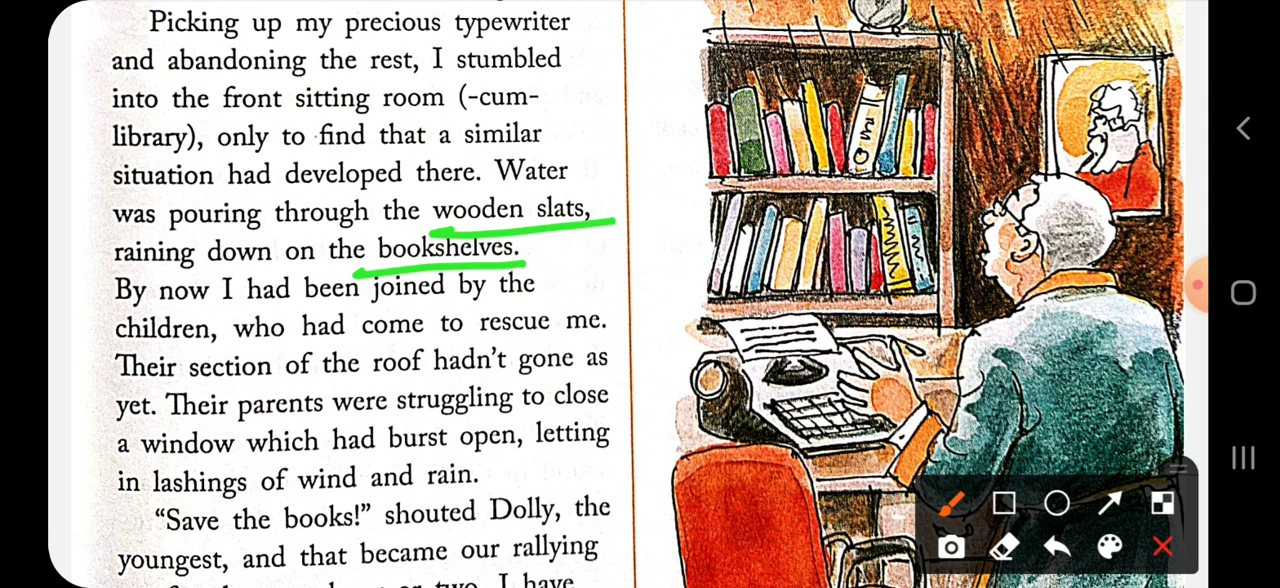 Picking up my precious typewriter
and abandoning the rest, I stumbled
into the front sitting room (-cum-
library), only to find that a similar
situation had developed there. Water
was pouring through the wooden slats,
raining down on the bookshelves.
By now I had been joined by the
children, who had come to rescue me.
Their section of the roof hadn't gone as
yet. Their parents were struggling to close
a window which had burst open, letting
in lashings of wind and rain.
“Save the books!” shouted Dolly, the
youngest, and that became our rallying
or two. I have